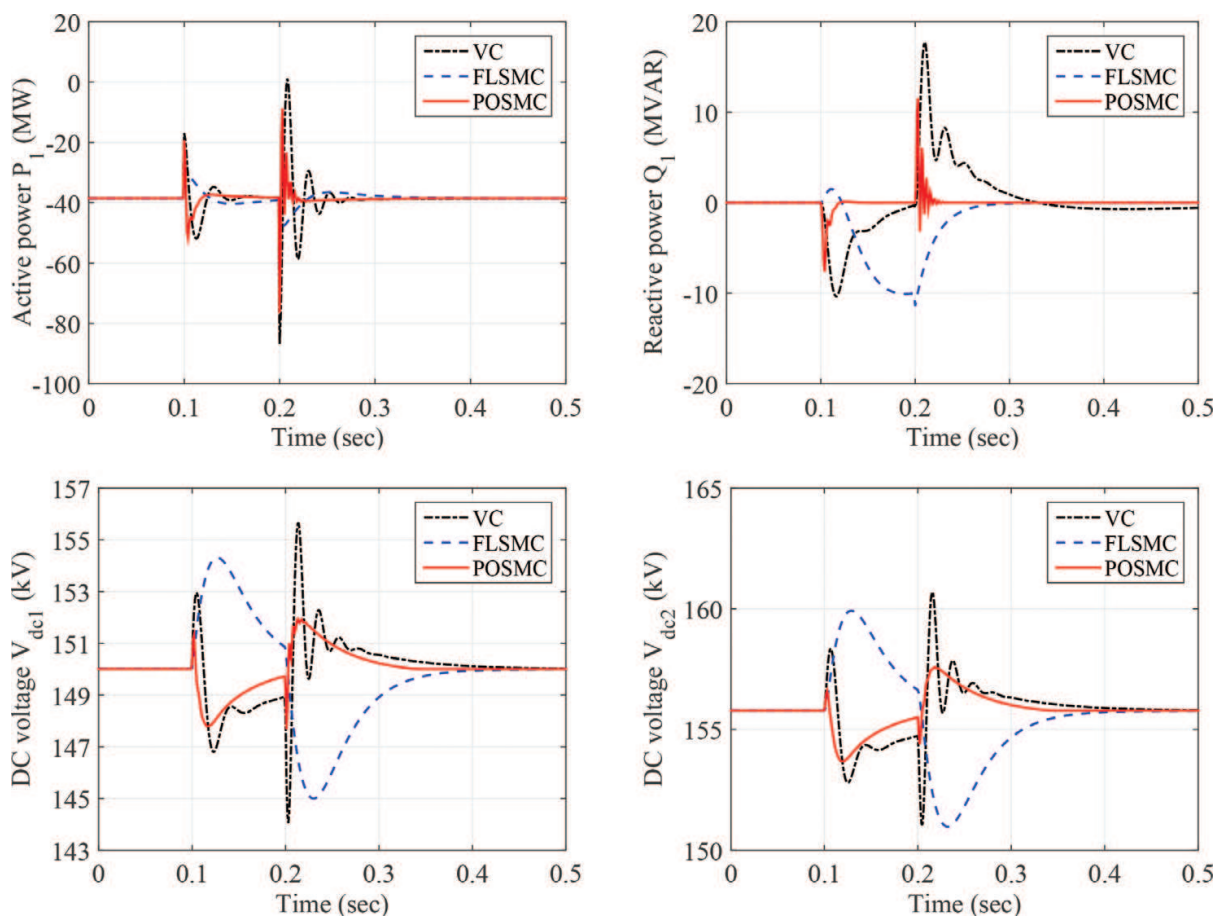 Active power P1 (MW)
20
0
-20
-40
-60
-80
-100
0 0.1 0.2 0.3 0.4 0.5
Time (sec)
VC
FLSMC
POSMC
Reactive power Q1 (MVAR)
20
10
0
-10
-20
0 0.1 0.2 0.3 0.4 0.5
Time (sec)
VC
FLSMC
POSMC
DC voltage Vdc1 (kV)
157
155
153
151
149
147
145
143
0 0.1 0.2 0.3 0.4 0.5
Time (sec)
VC
FLSMC
POSMC
DC voltage Vdc2 (kV)
165
160
155
150
0 0.1 0.2 0.3 0.4 0.5
Time (sec)
VC
FLSMC
POSMC